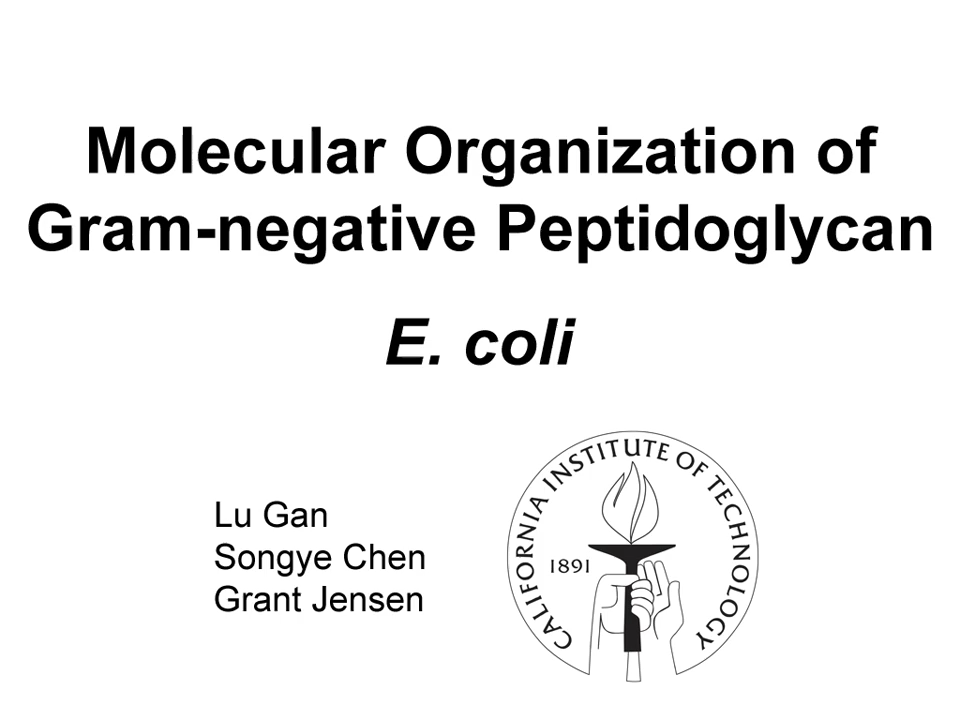 Molecular Organization of
Gram-negative Peptidoglycan
E. coli
Lu Gan
Songye Chen
Grant Jensen
CALIFORNIA INSTITUTE OF TECHNOLOGY
1891